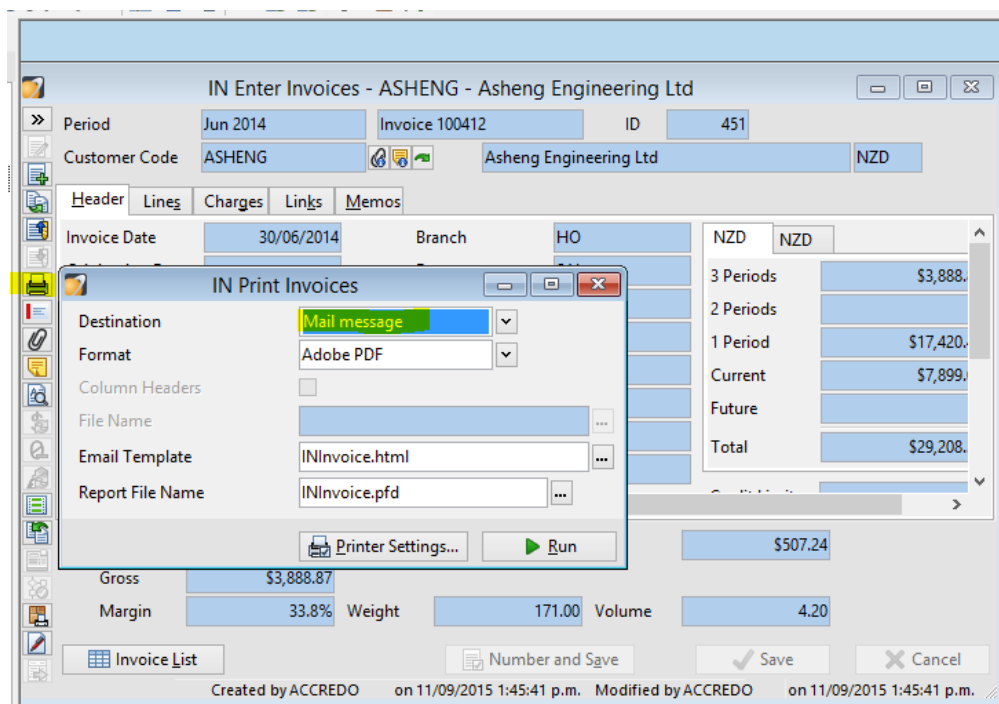 IN Enter Invoices - ASHENG - Asheng Engineering Ltd
Period Jun 2014 Invoice 100412 ID 451
Customer Code ASHENG Asheng Engineering Ltd NZD
Header Lines Charges Links Memos
Invoice Date 30/06/2014 Branch HO NZD NZD
IN Print Invoices
3 Periods $3,888.
Destination Mail message
2 Periods
Format Adobe PDF
1 Period $17,420.
Column Headers
Current $7,899.
File Name
Future
Email Template INInvoice.html
Total $29,208.
Report File Name INInvoice.pfd
Printer Settings... Run
$507.24
Gross $3,888.87
Margin 33.8% Weight 171.00 Volume 4.20
Invoice List Number and Save Save Cancel
Created by ACCREDO on 11/09/2015 1:45:41 p.m. Modified by ACCREDO on 11/09/2015 1:45:41 p.m.